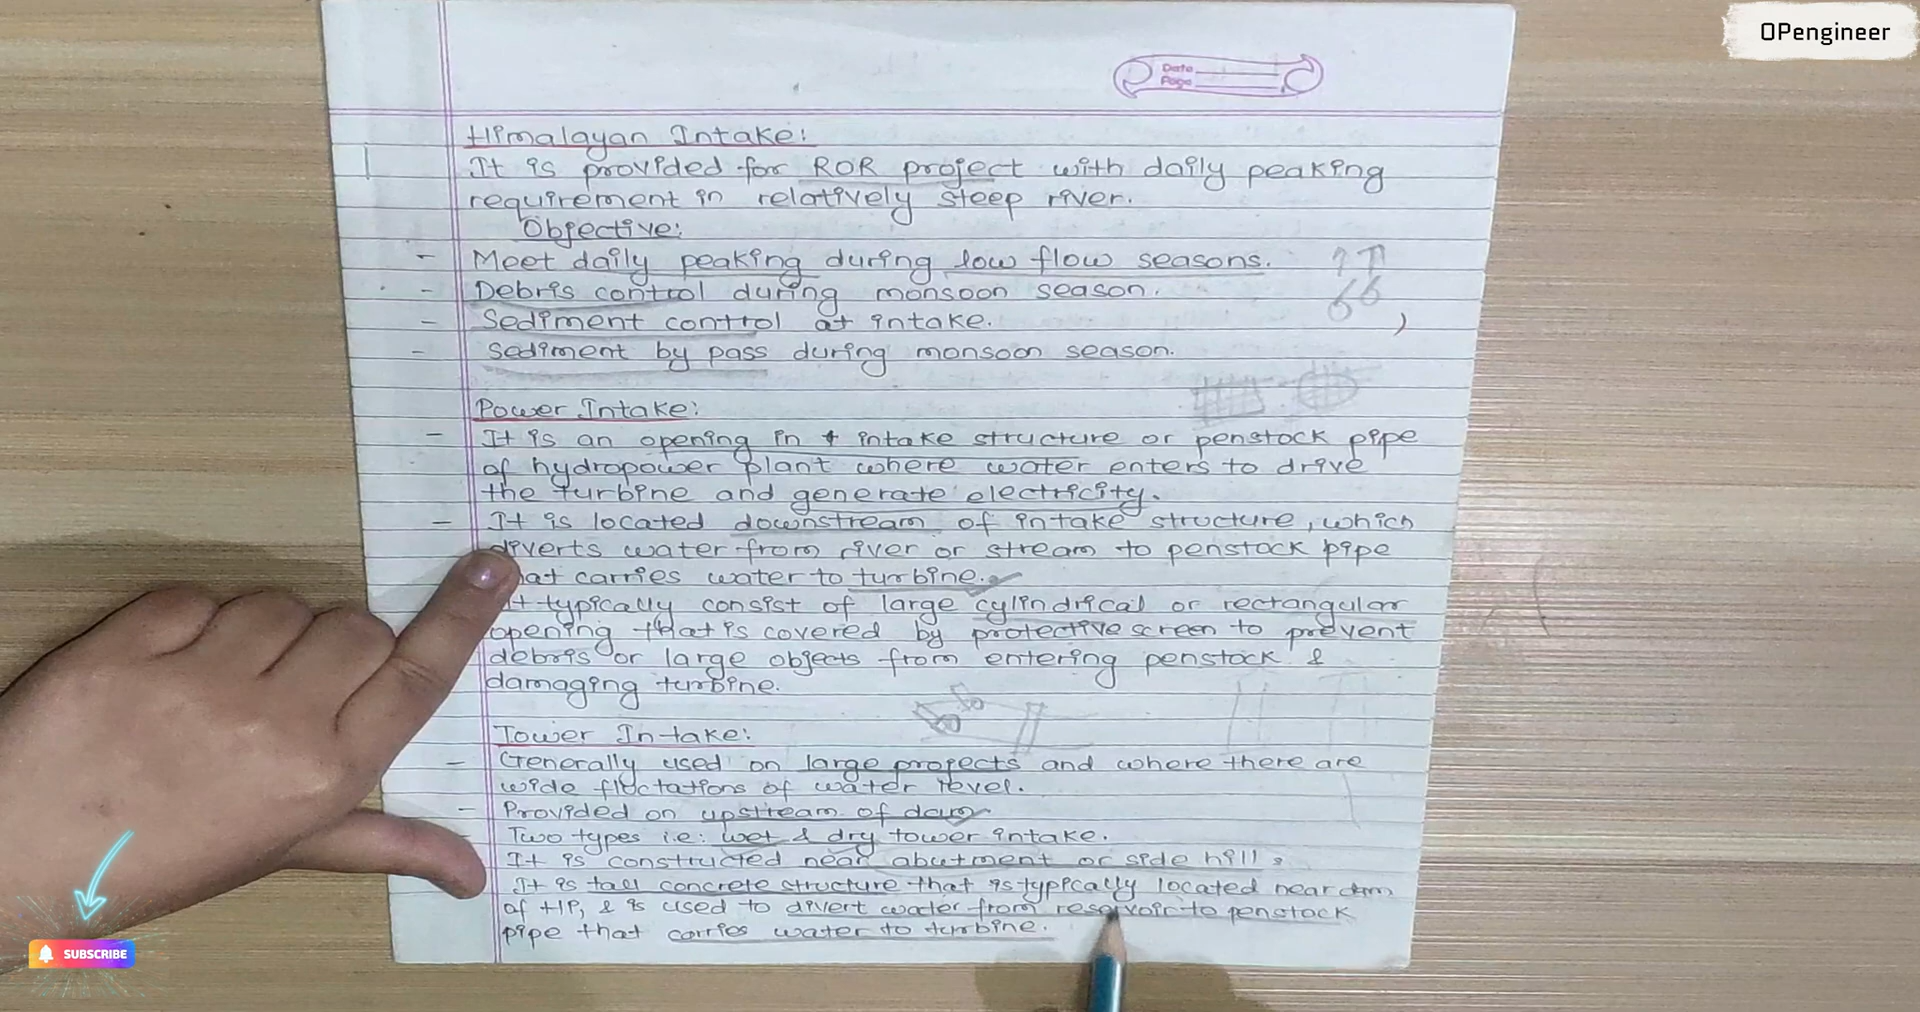 OPengineer
Date
Page
Himalayan Intake:
It is provided for ROR project with daily peaking
requirement in relatively steep river.
Objective:
- Meet daily peaking during low flow seasons.
- Debris control during monsoon season.
- Sediment control at intake.
- Sediment by pass during monsoon season.
Power Intake:
- It is an opening in intake structure or penstock pipe
of hydropower plant where water enters to drive
the turbine and generate electricity.
- It is located downstream of intake structure, which
diverts water from river or stream to penstock pipe
hat carries water to turbine.
It typically consist of large cylindrical or rectangular
opening that is covered by protective screen to prevent
debris or large objects from entering penstock &
damaging turbine.
Tower Intake:
- Generally used on large projects and where there are
wide fluctations of water level.
- Provided on upstream of dam
Two types i.e: wet & dry tower intake.
It is constructed near abutment or side hill.
It is tall concrete structure that is typically located near dam
of HP, & is used to divert water from reservoir to penstock
pipe that carries water to turbine.
SUBSCRIBE